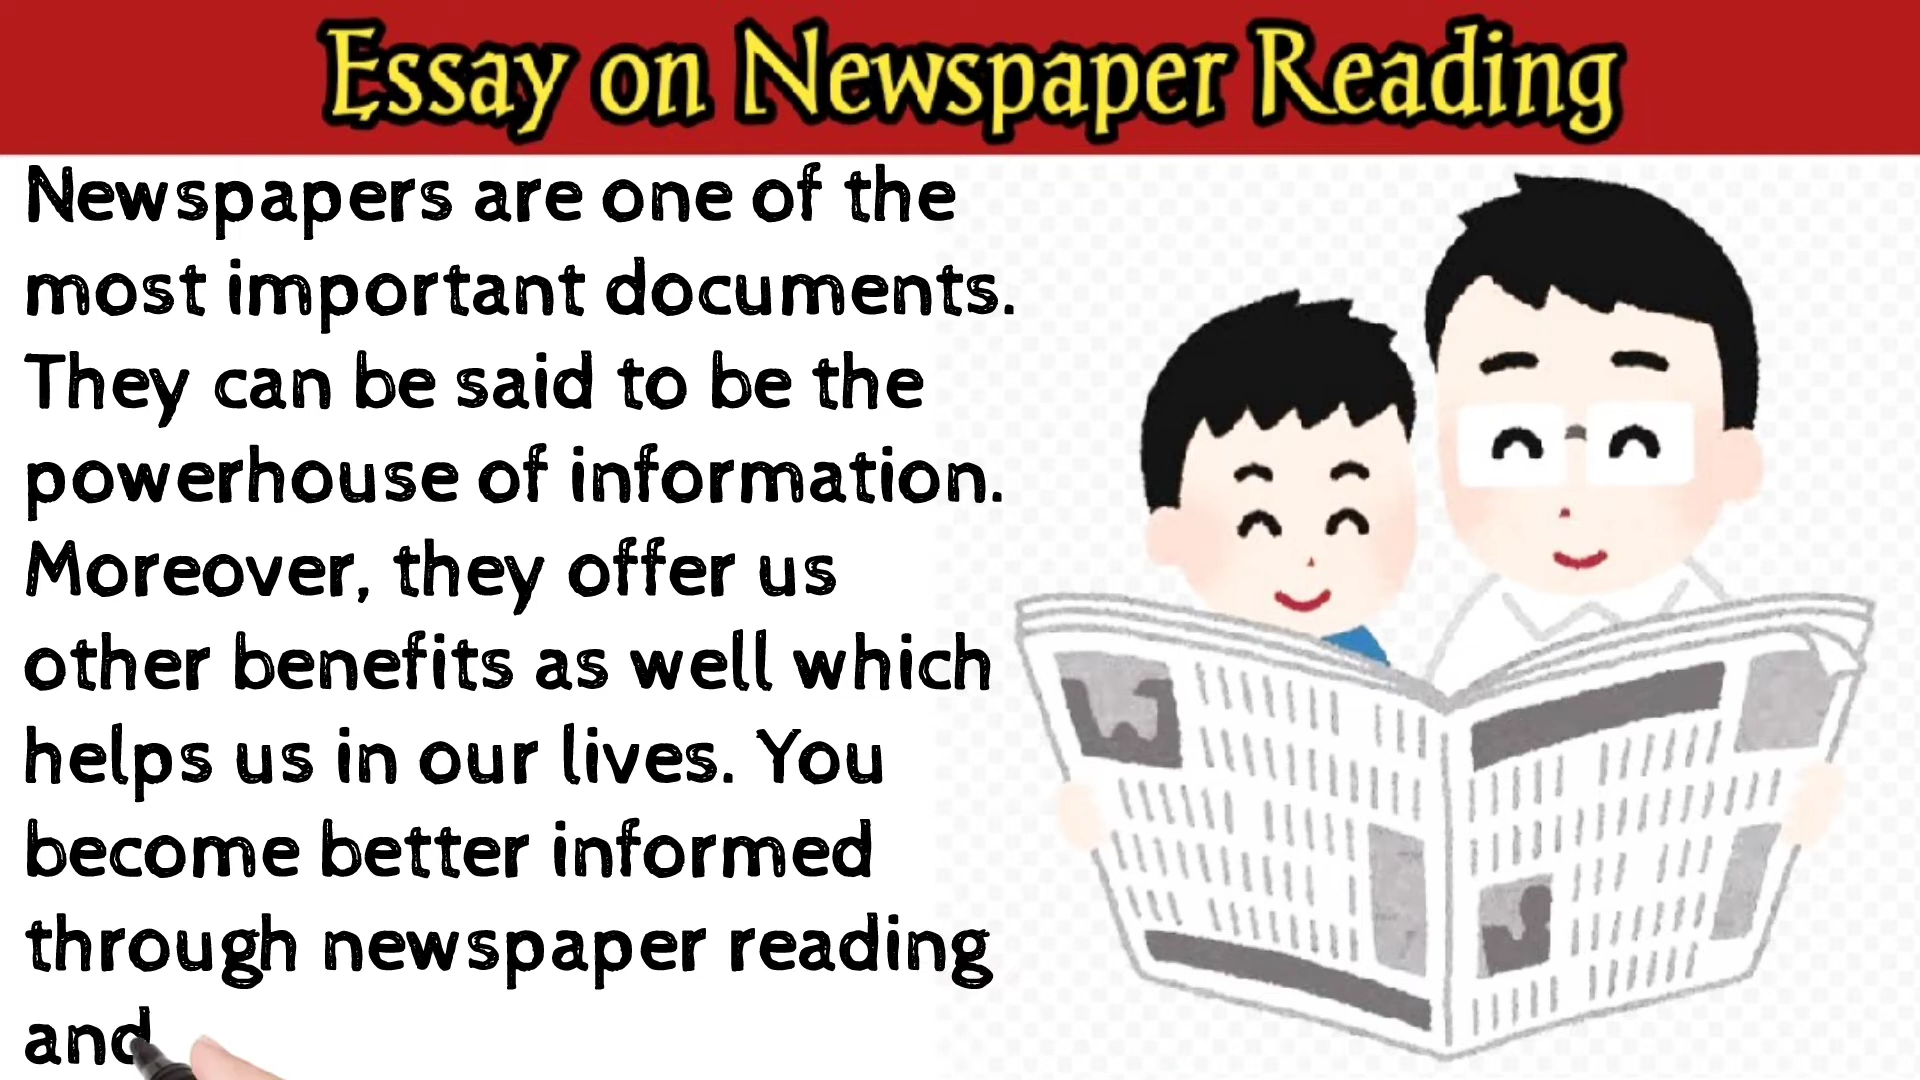 Essay on Newspaper Reading
Newspapers are one of the
most important documents.
They can be said to be the
powerhouse of information.
Moreover, they offer us
other benefits as well which
helps us in our lives. You
become better informed
through newspaper reading
and